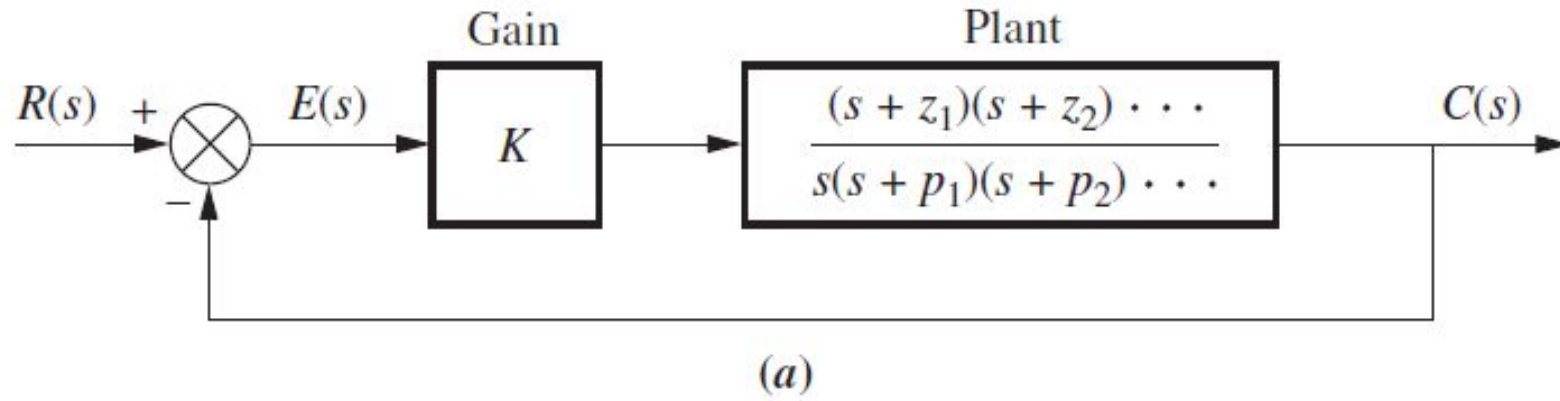 Gain
Plant
R(s) + E(s) K (s + z₁)(s + z₂) · · · C(s)
s(s + p₁)(s + p₂) · · ·
−
(a)